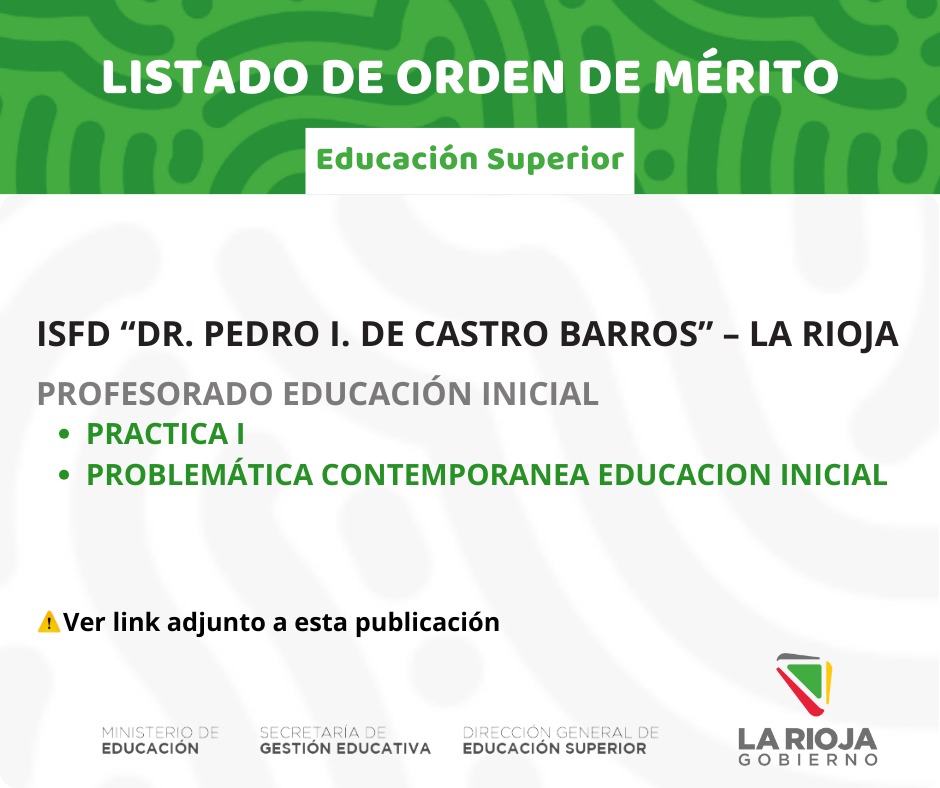 LISTADO DE ORDEN DE MÉRITO
Educación Superior
ISFD “DR. PEDRO I. DE CASTRO BARROS” – LA RIOJA
PROFESORADO EDUCACIÓN INICIAL
• PRACTICA I
• PROBLEMÁTICA CONTEMPORANEA EDUCACION INICIAL
⚠Ver link adjunto a esta publicación
MINISTERIO DE
EDUCACIÓN
SECRETARÍA DE
GESTIÓN EDUCATIVA
DIRECCIÓN GENERAL DE
EDUCACIÓN SUPERIOR
LA RIOJA
GOBIERNO